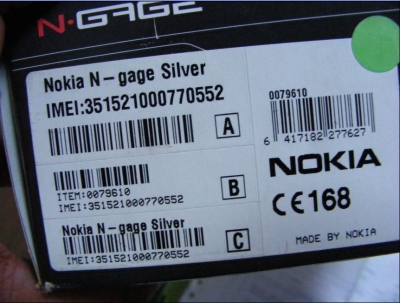 N·GAGE
Nokia N-gage Silver
IMEI:351521000770552
A
ITEM:0079610
IMEI:351521000770552
B
Nokia N-gage Silver
IMEI:351521000770552
C
0079610
6 417182 277627
NOKIA
CE168
MADE BY NOKIA